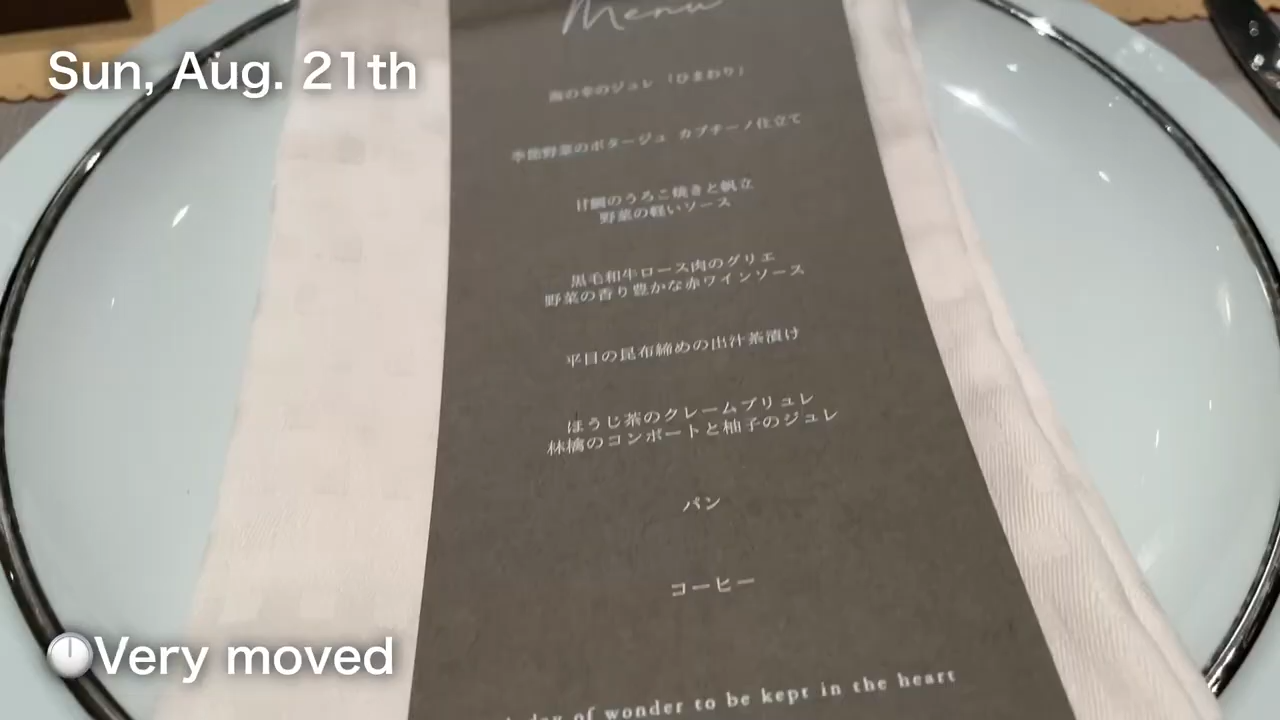 Menu
Sun, Aug. 21th
海の幸のジュレ「ひまわり」
季節野菜のポタージュ カプチーノ仕立て
甘鯛のうろこ焼きと帆立
野菜の軽いソース
黒毛和牛ロース肉のグリエ
野菜の香り豊かな赤ワインソース
平目の昆布締めの出汁茶漬け
ほうじ茶のクレームブリュレ
林檎のコンポートと柚子のジュレ
パン
コーヒー
Very moved
day of wonder to be kept in the heart